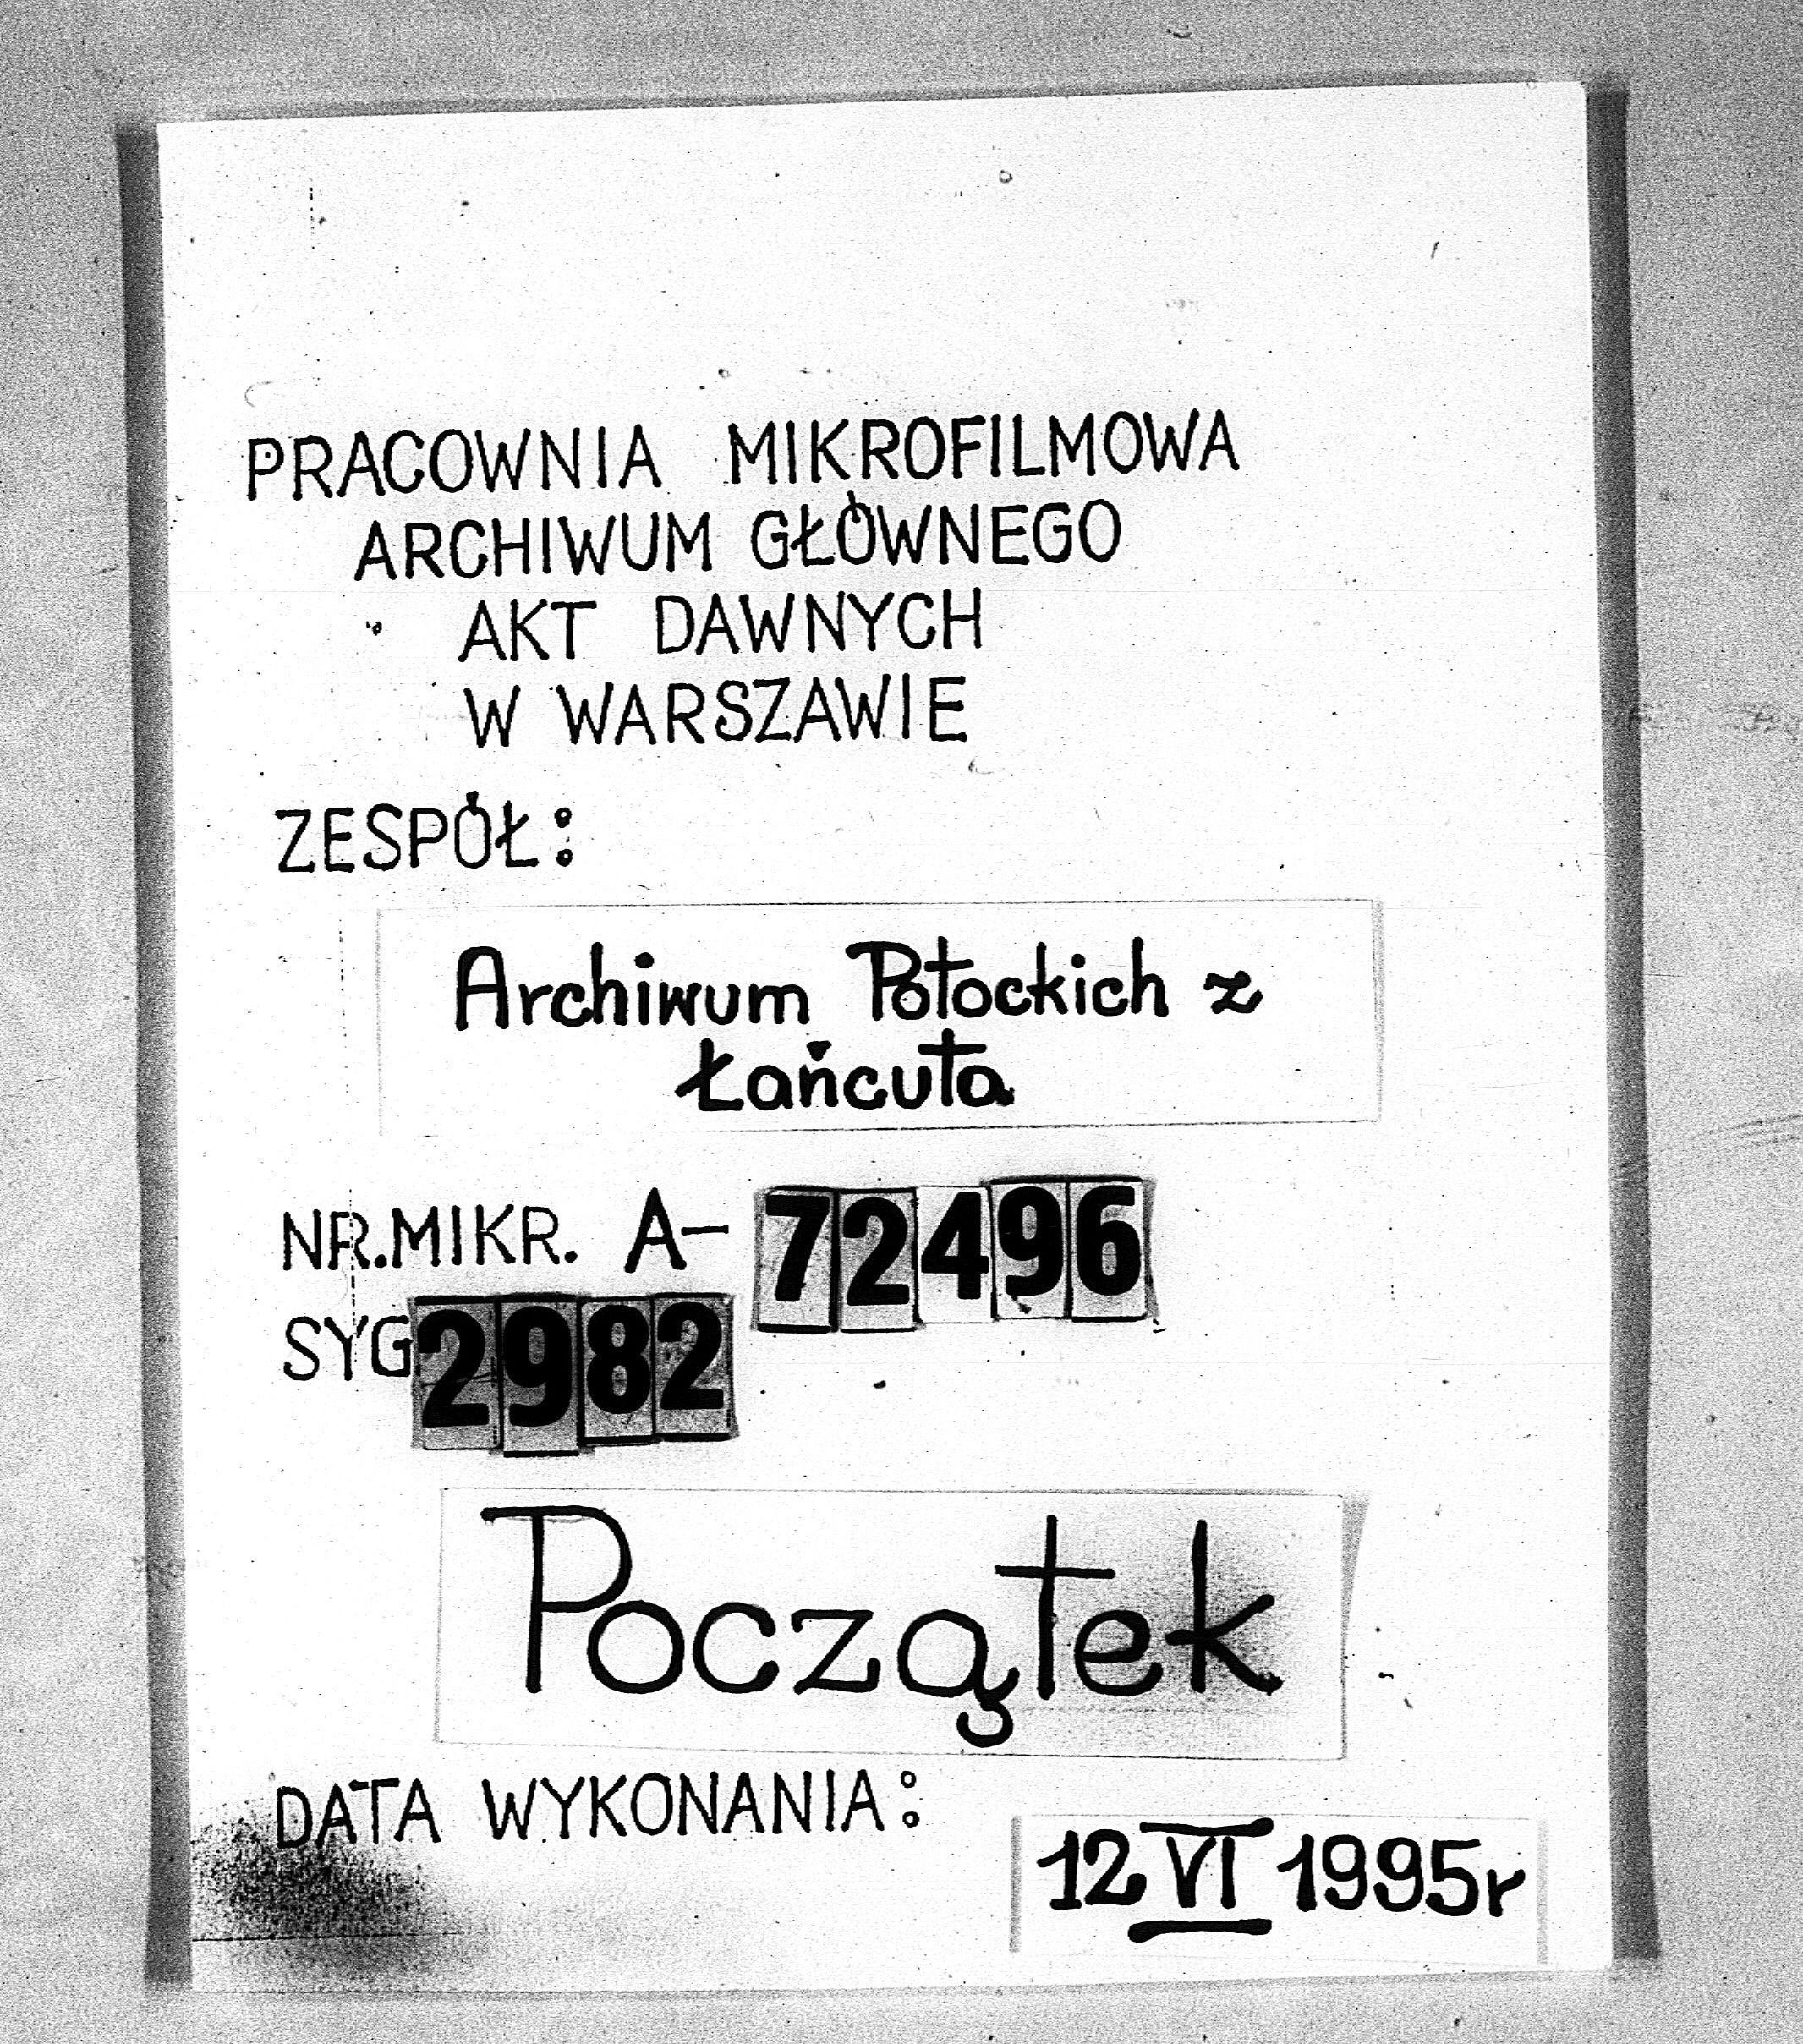 PRACOWNIA MIKROFILMOWA
ARCHIWUM GŁÓWNEGO
AKT DAWNYCH
W WARSZAWIE
ZESPÓŁ:
Archiwum Potockich z
Łańcuta
NR.MIKR. A- 72496
SYG 2982
Początek
DATA WYKONANIA:
12 VI 1995r